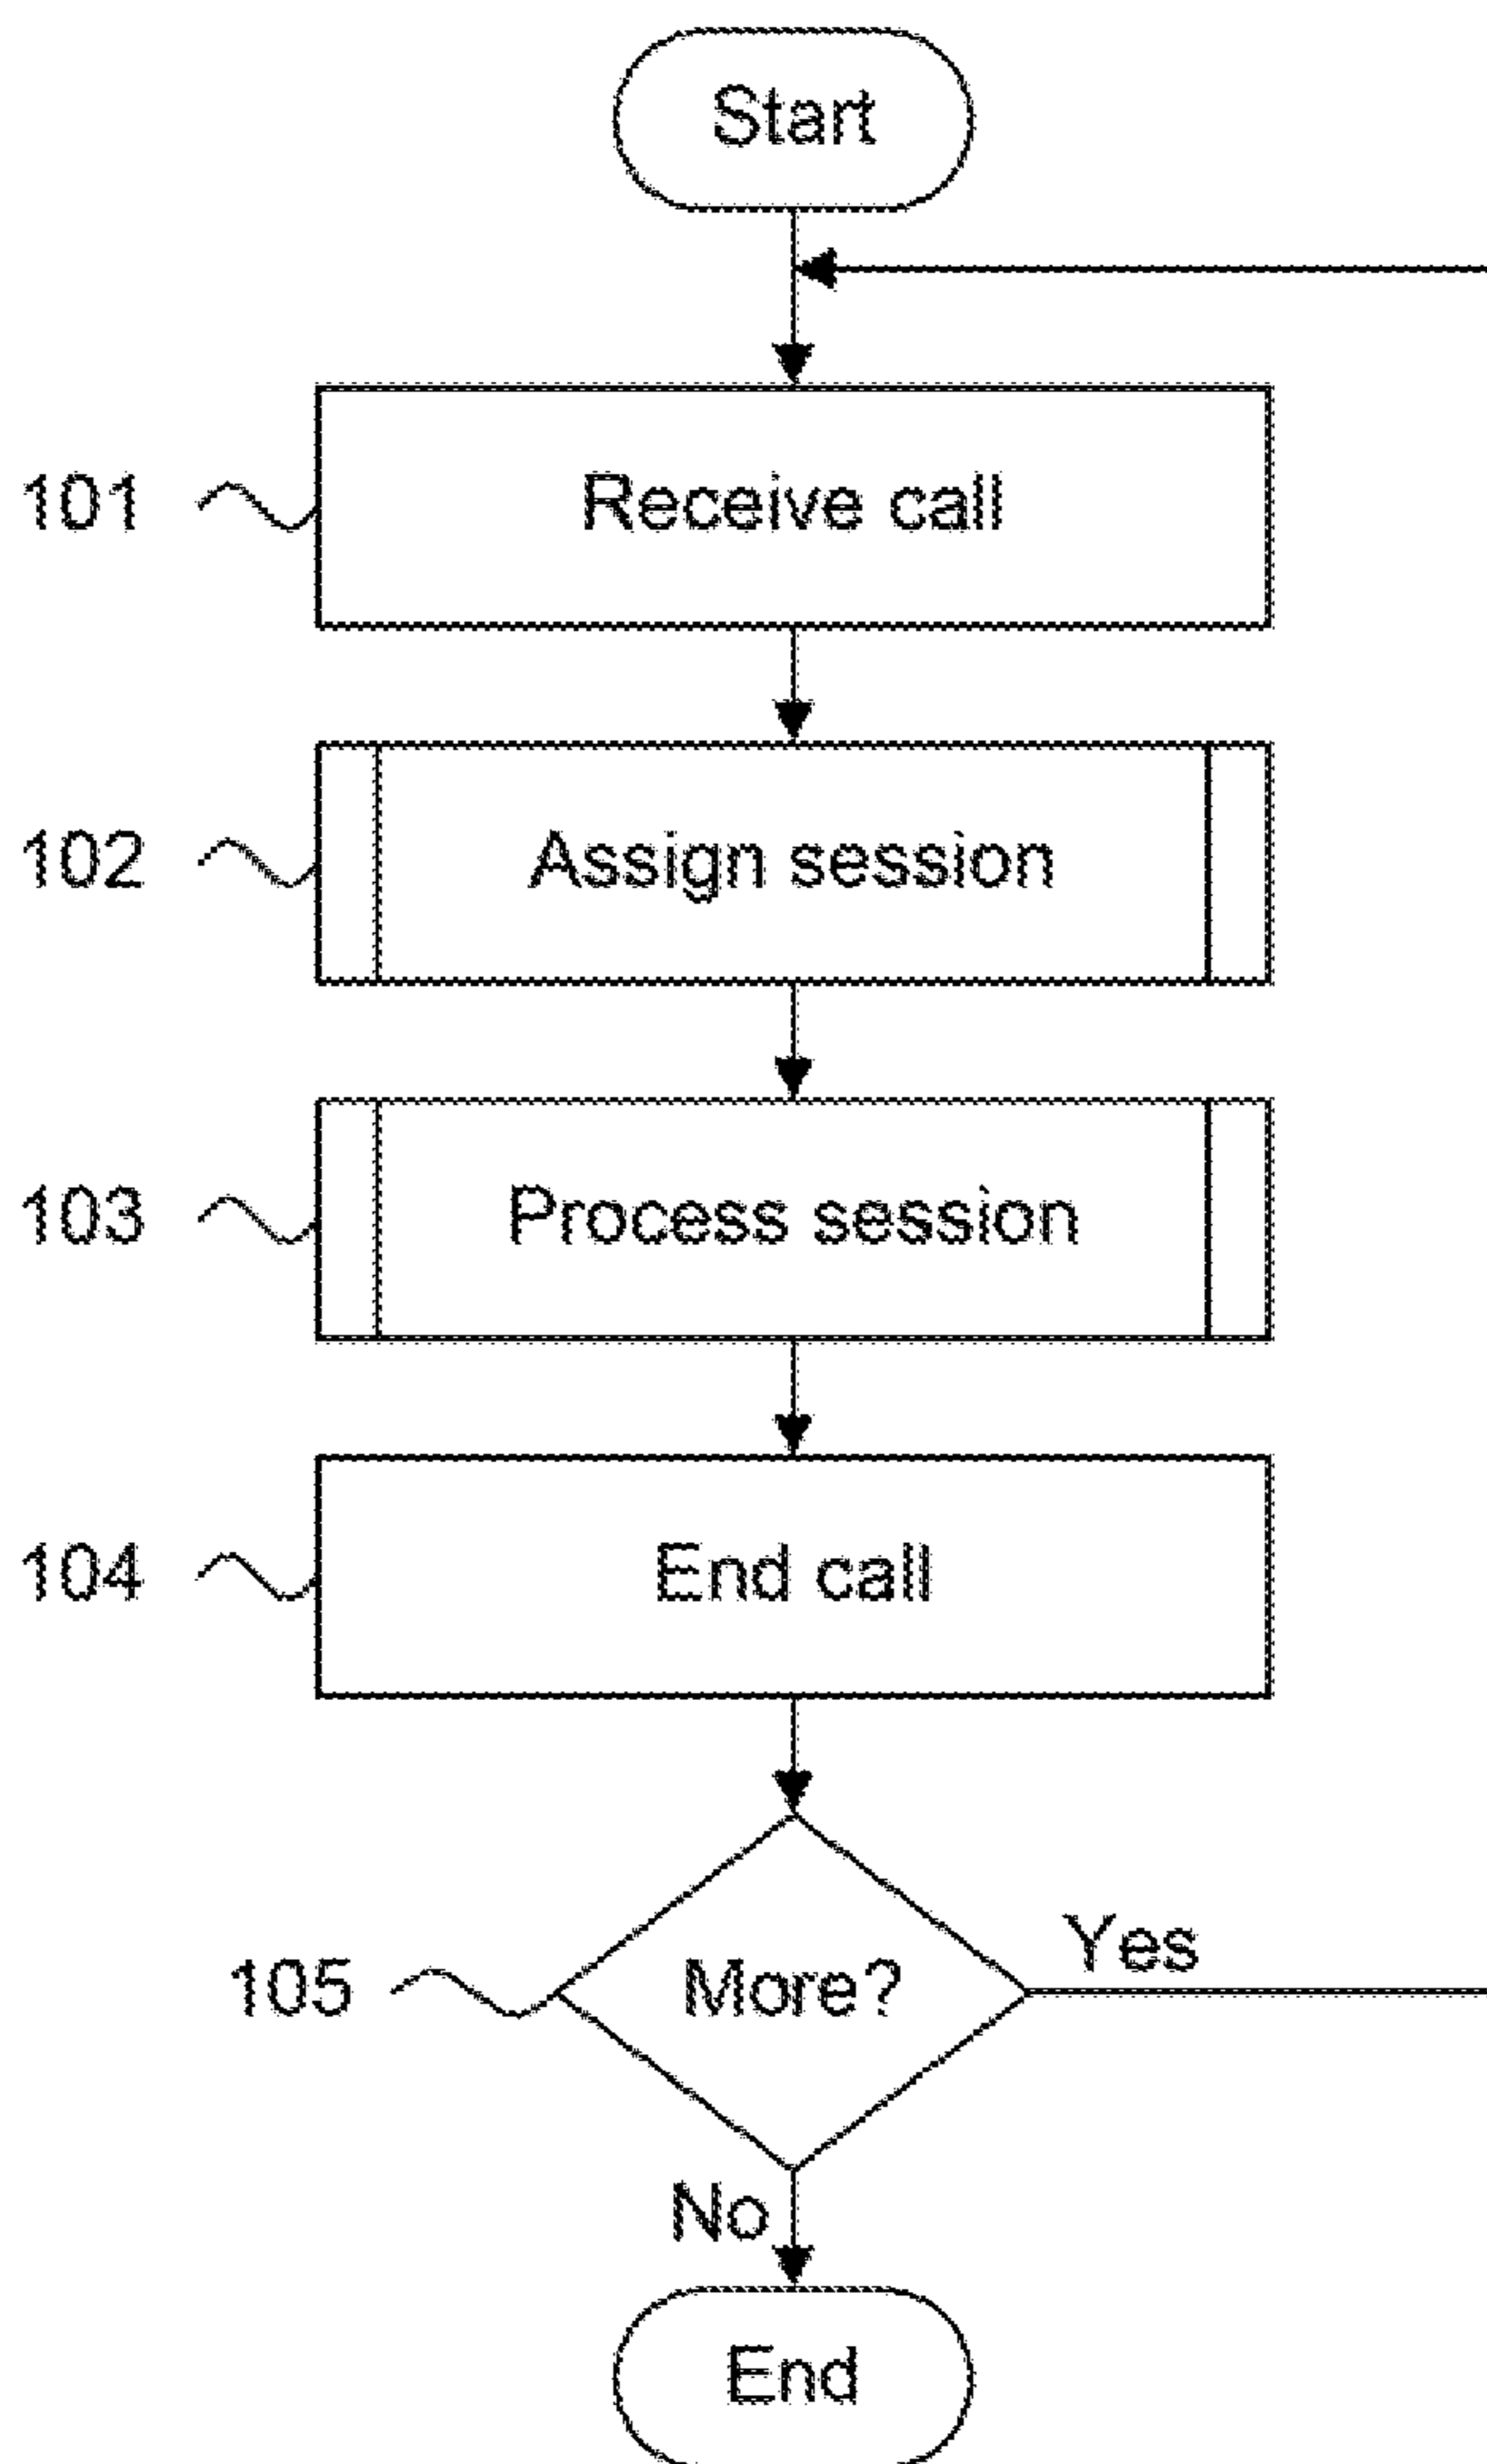 Start
101 Receive call
102 Assign session
103 Process session
104 End call
105 More? Yes
No
End